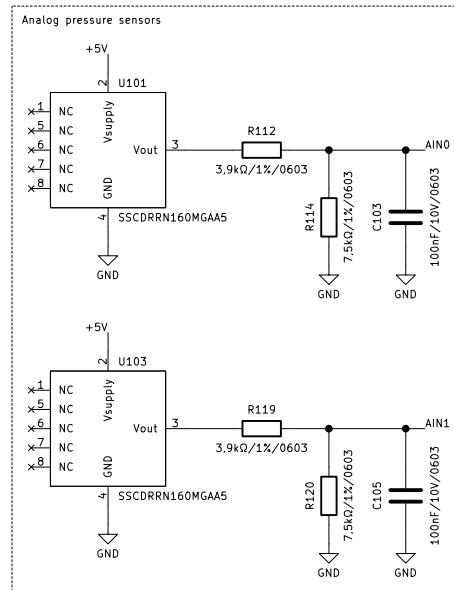 Analog pressure sensors
+5V
U101
2
Vsupply
1 NC
5 NC
6 NC
7 NC
8 NC
Vout 3
GND
4
SSCDRRN160MGAA5
GND
R112
3,9kΩ/1%/0603
AIN0
R114
7,5kΩ/1%/0603
GND
C103
100nF/10V/0603
GND
+5V
U103
2
Vsupply
1 NC
5 NC
6 NC
7 NC
8 NC
Vout 3
GND
4
SSCDRRN160MGAA5
GND
R119
3,9kΩ/1%/0603
AIN1
R120
7,5kΩ/1%/0603
GND
C105
100nF/10V/0603
GND